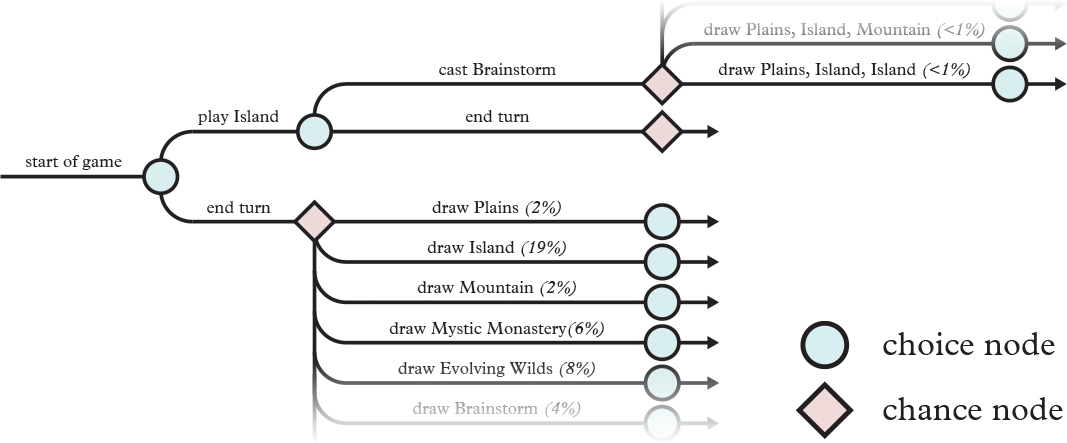 draw Plains, Island, Mountain (<1%)
cast Brainstorm
draw Plains, Island, Island (<1%)
play Island
end turn
start of game
end turn
draw Plains (2%)
draw Island (19%)
draw Mountain (2%)
draw Mystic Monastery(6%)
draw Evolving Wilds (8%)
draw Brainstorm (4%)
choice node
chance node